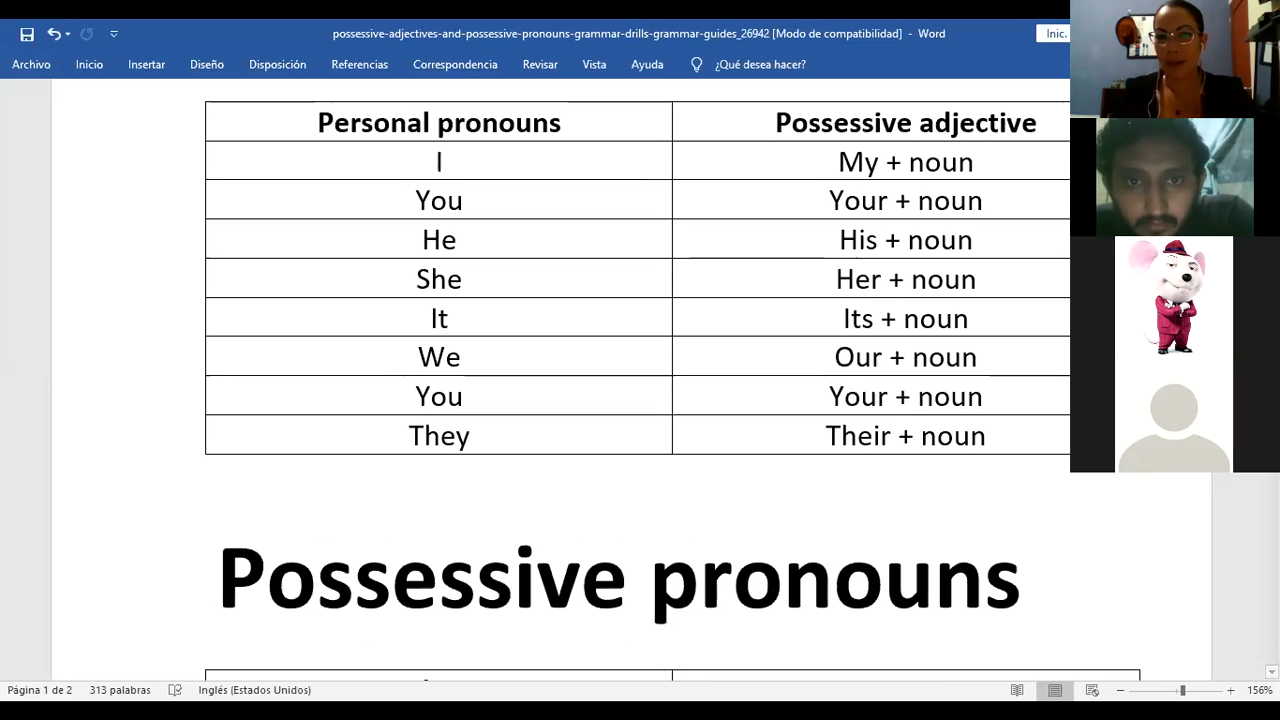 possessive-adjectives-and-possessive-pronouns-grammar-drills-grammar-guides_26942 [Modo de compatibilidad] - Word
Inic.
Archivo Inicio Insertar Diseño Disposición Referencias Correspondencia Revisar Vista Ayuda ¿Qué desea hacer?
Personal pronouns Possessive adjective
I My + noun
You Your + noun
He His + noun
She Her + noun
It Its + noun
We Our + noun
You Your + noun
They Their + noun
Possessive pronouns
Página 1 de 2 313 palabras Inglés (Estados Unidos) 156%